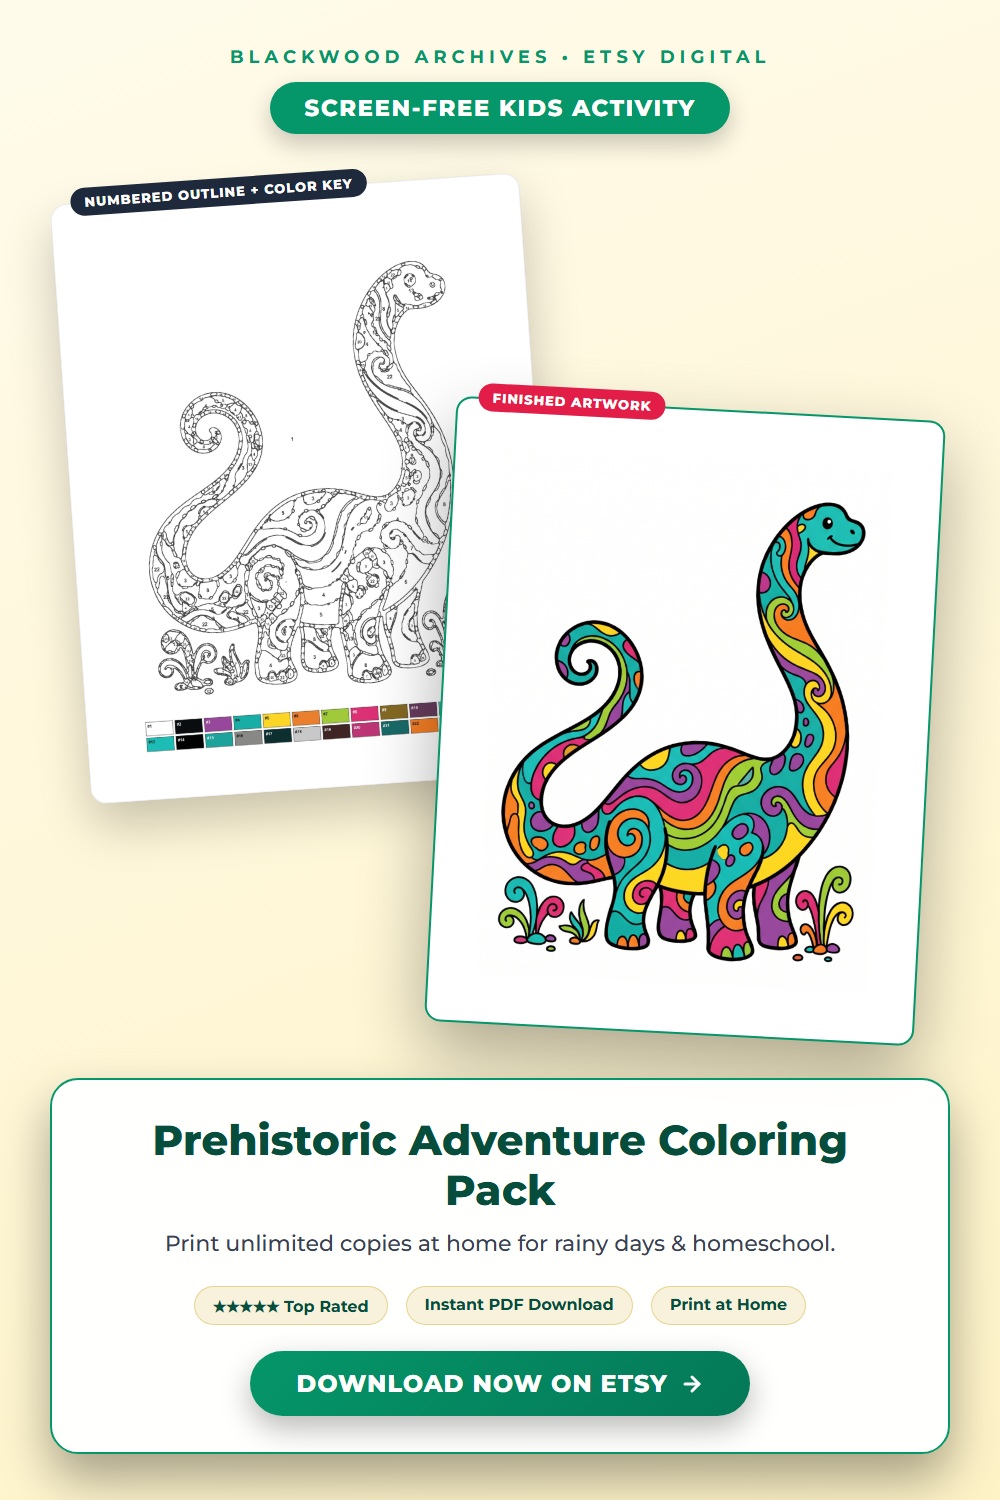 BLACKWOOD ARCHIVES • ETSY DIGITAL
SCREEN-FREE KIDS ACTIVITY
NUMBERED OUTLINE + COLOR KEY
FINISHED ARTWORK
Prehistoric Adventure Coloring
Pack
Print unlimited copies at home for rainy days & homeschool.
★★★★★ Top Rated
Instant PDF Download
Print at Home
DOWNLOAD NOW ON ETSY →